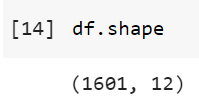 [14] df.shape
(1601, 12)